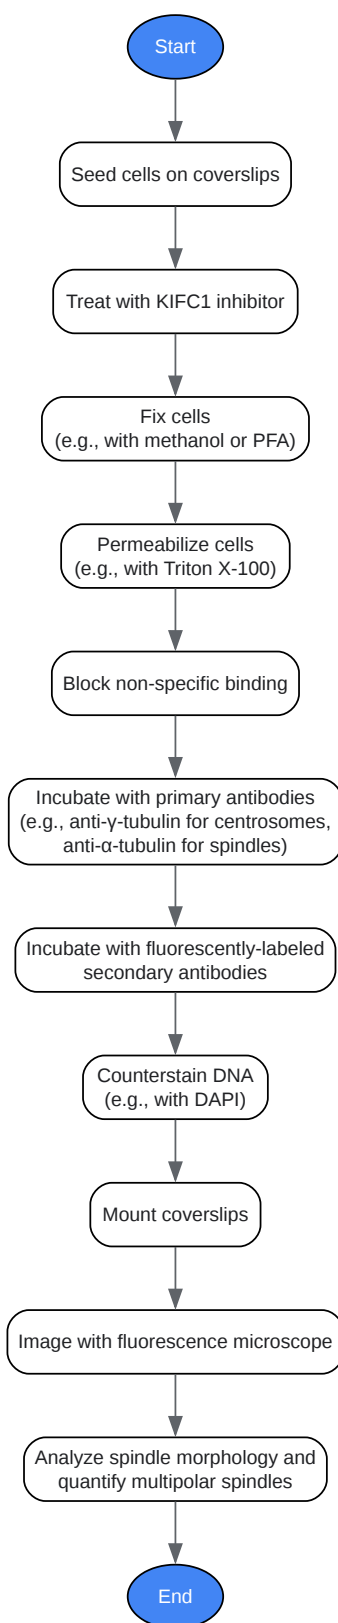 Start
Seed cells on coverslips
Treat with KIFC1 inhibitor
Fix cells
(e.g., with methanol or PFA)
Permeabilize cells
(e.g., with Triton X-100)
Block non-specific binding
Incubate with primary antibodies
(e.g., anti-γ-tubulin for centrosomes,
anti-α-tubulin for spindles)
Incubate with fluorescently-labeled
secondary antibodies
Counterstain DNA
(e.g., with DAPI)
Mount coverslips
Image with fluorescence microscope
Analyze spindle morphology and
quantify multipolar spindles
End